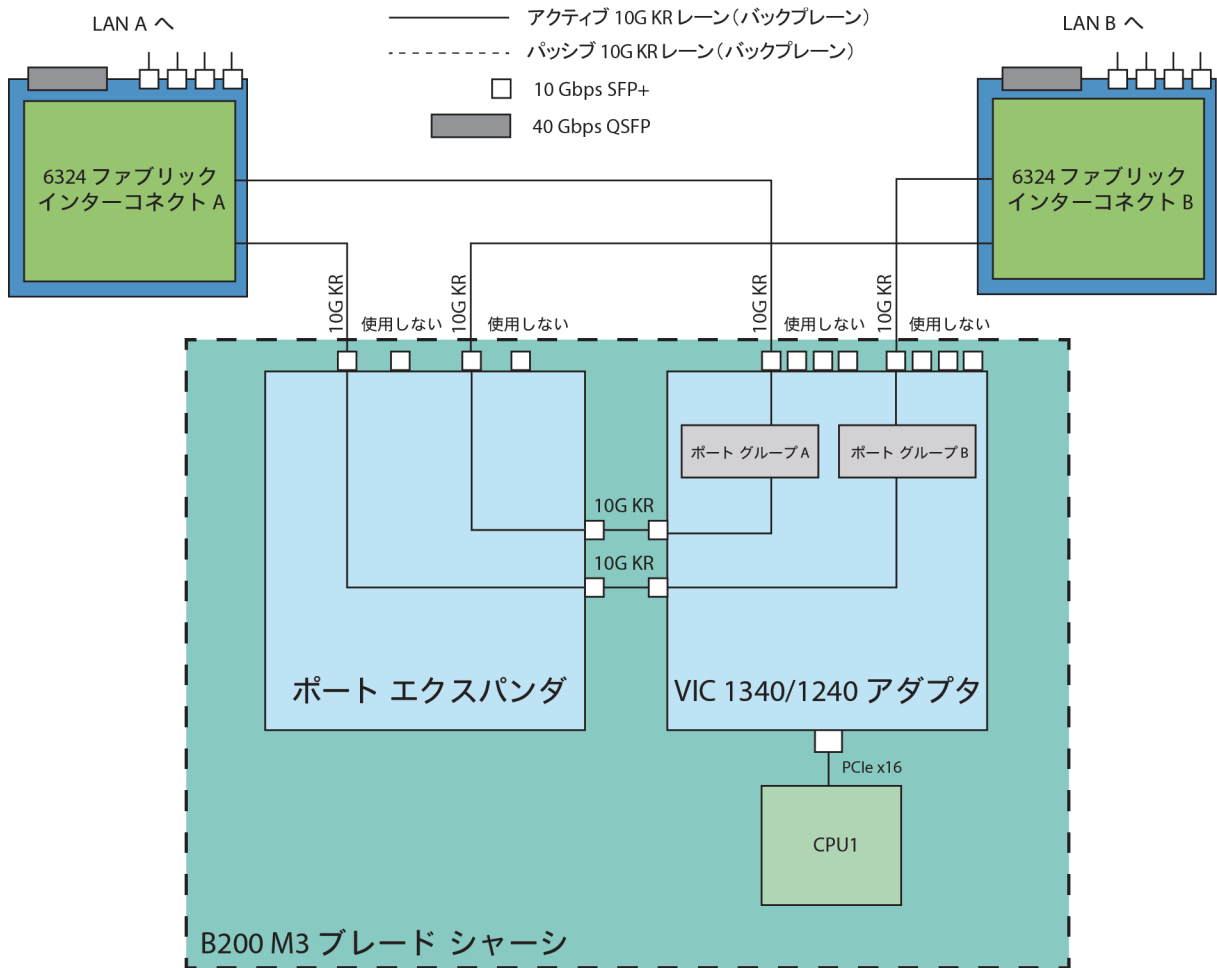 LAN A へ
アクティブ 10G KR レーン（バックプレーン）
LAN B へ
パッシブ 10G KR レーン（バックプレーン）
10 Gbps SFP+
40 Gbps QSFP
6324 ファブリック
インターコネクト A
6324 ファブリック
インターコネクト B
10G KR
使用しない
10G KR
使用しない
10G KR
使用しない
10G KR
使用しない
ポート グループ A
ポート グループ B
10G KR
10G KR
ポート エクスパンダ
VIC 1340/1240 アダプタ
PCIe x16
CPU1
B200 M3 ブレード シャーシ